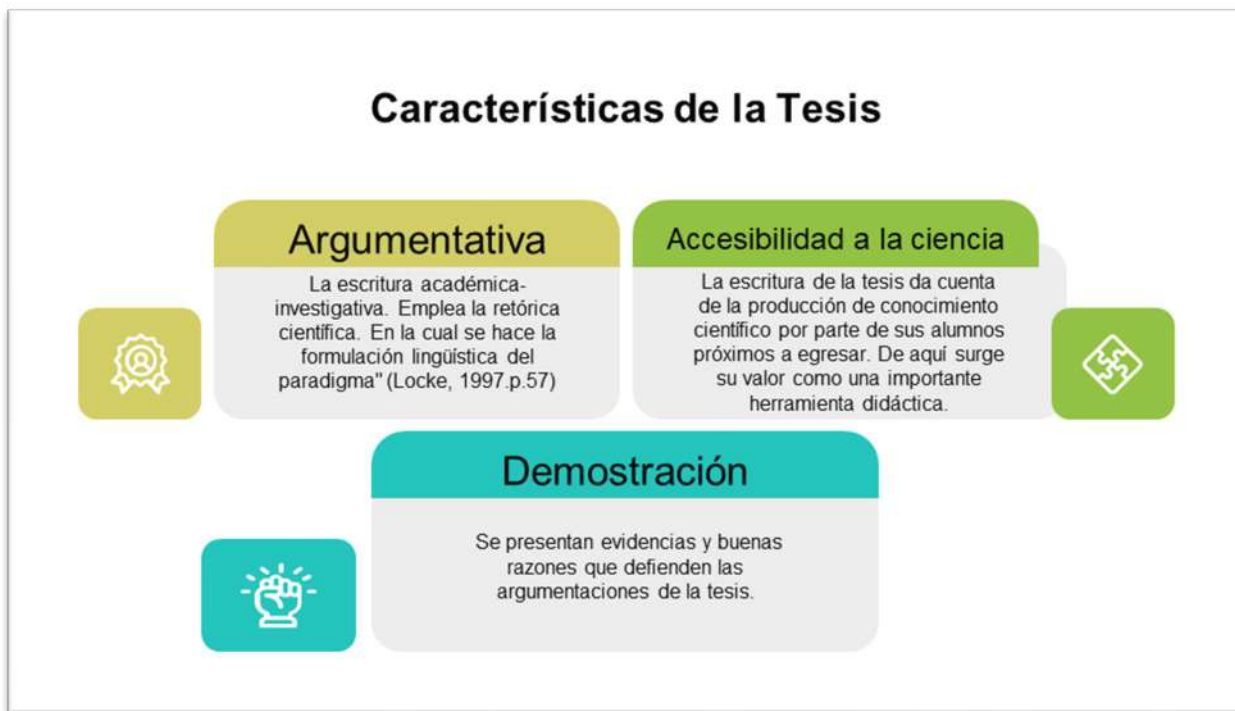 Características de la Tesis
Argumentativa
La escritura académica-
investigativa. Emplea la retórica
científica. En la cual se hace la
formulación lingüística del
paradigma" (Locke, 1997.p.57)
Accesibilidad a la ciencia
La escritura de la tesis da cuenta
de la producción de conocimiento
científico por parte de sus alumnos
próximos a egresar. De aquí surge
su valor como una importante
herramienta didáctica.
Demostración
Se presentan evidencias y buenas
razones que defienden las
argumentaciones de la tesis.